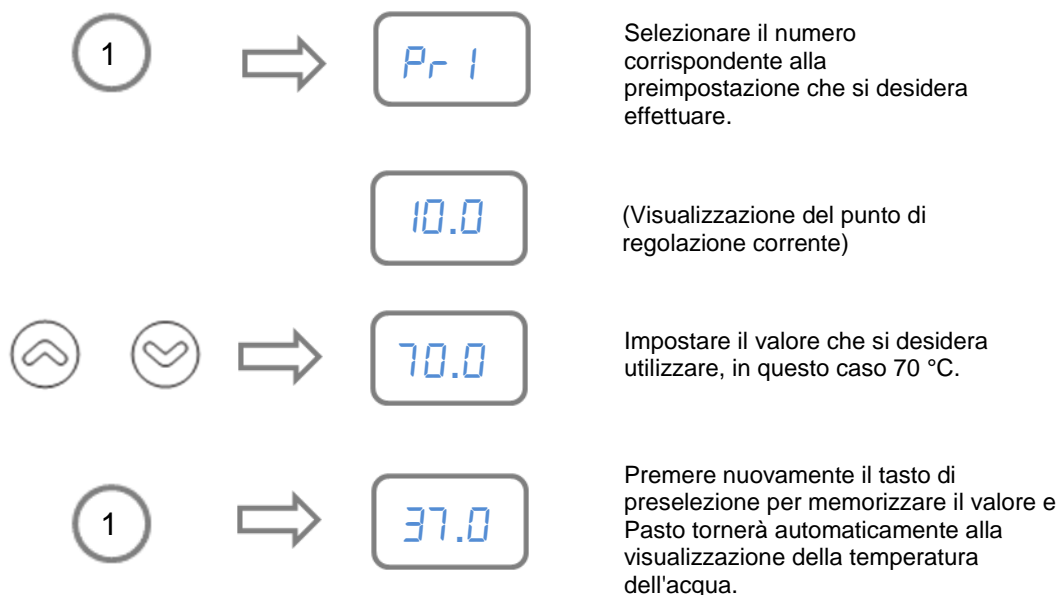 1
Pr 1
Selezionare il numero
corrispondente alla
preimpostazione che si desidera
effettuare.
10.0
(Visualizzazione del punto di
regolazione corrente)
70.0
Impostare il valore che si desidera
utilizzare, in questo caso 70 °C.
1
37.0
Premere nuovamente il tasto di
preselezione per memorizzare il valore e
Pasto tornerà automaticamente alla
visualizzazione della temperatura
dell'acqua.